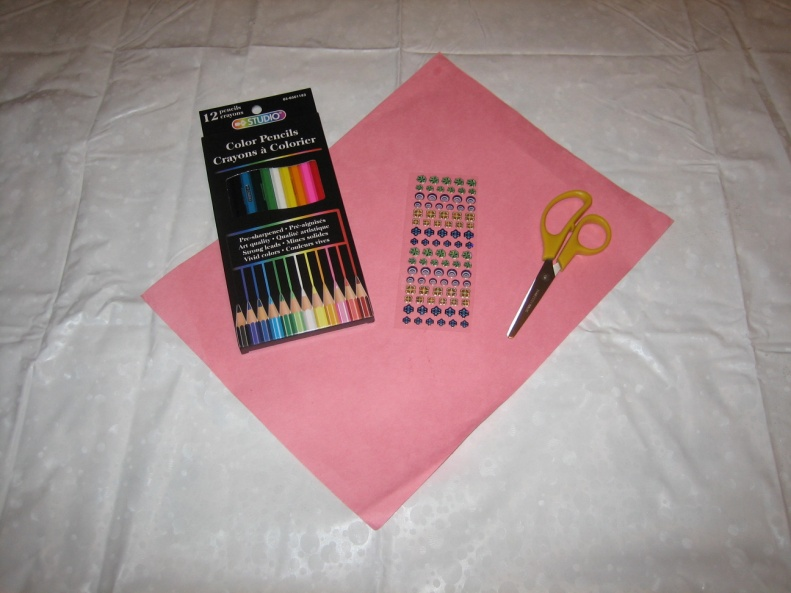 12 pencils
crayons
STUDIO
Color Pencils
Crayons à Colorier
Pre-sharpened • Pré-aiguisés
Art quality • Qualité artistique
Strong leads • Mines solides
Vivid colors • Couleurs vives